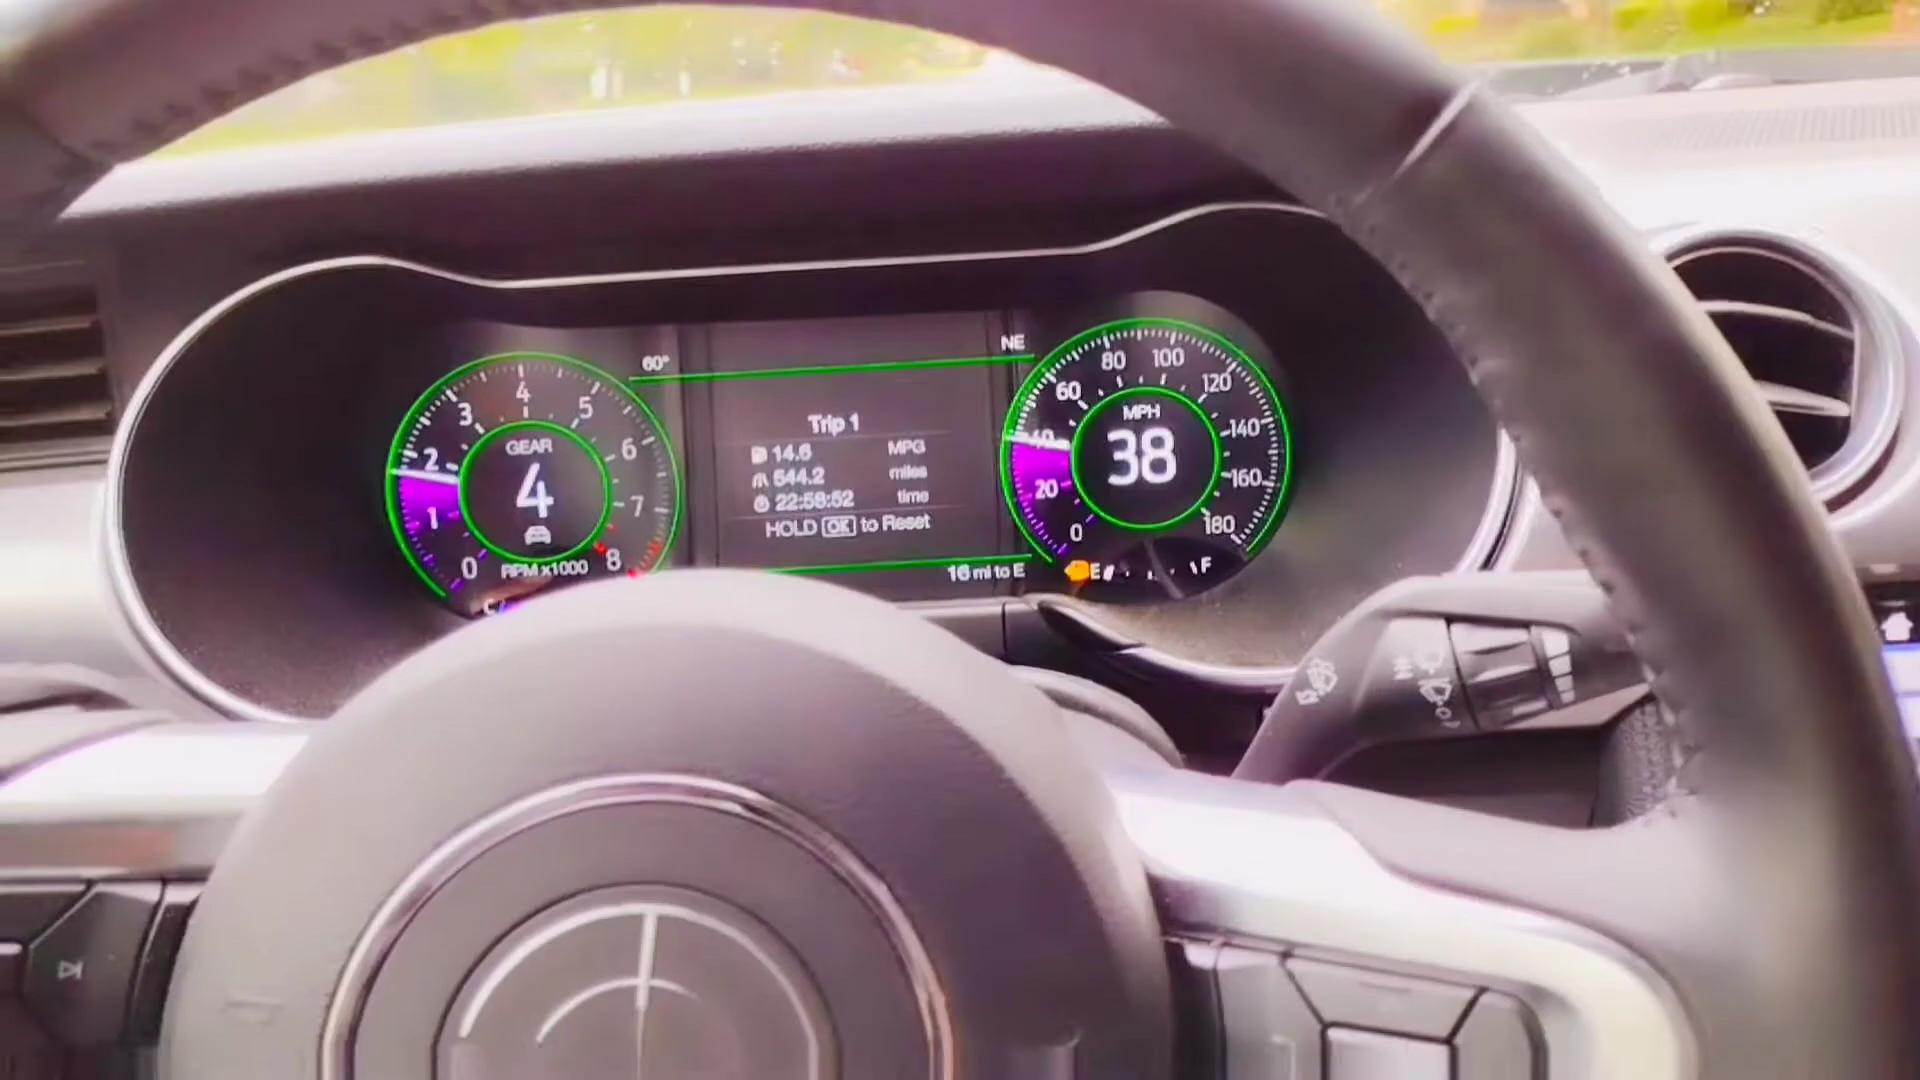 60°
NE
GEAR
4
0
1
2
3
4
5
6
7
8
RPM x1000
C
Trip 1
14.6 MPG
544.2 miles
22:58:52 time
HOLD OK to Reset
16 mi to E
MPH
38
0
20
40
60
80
100
120
140
160
180
E
F